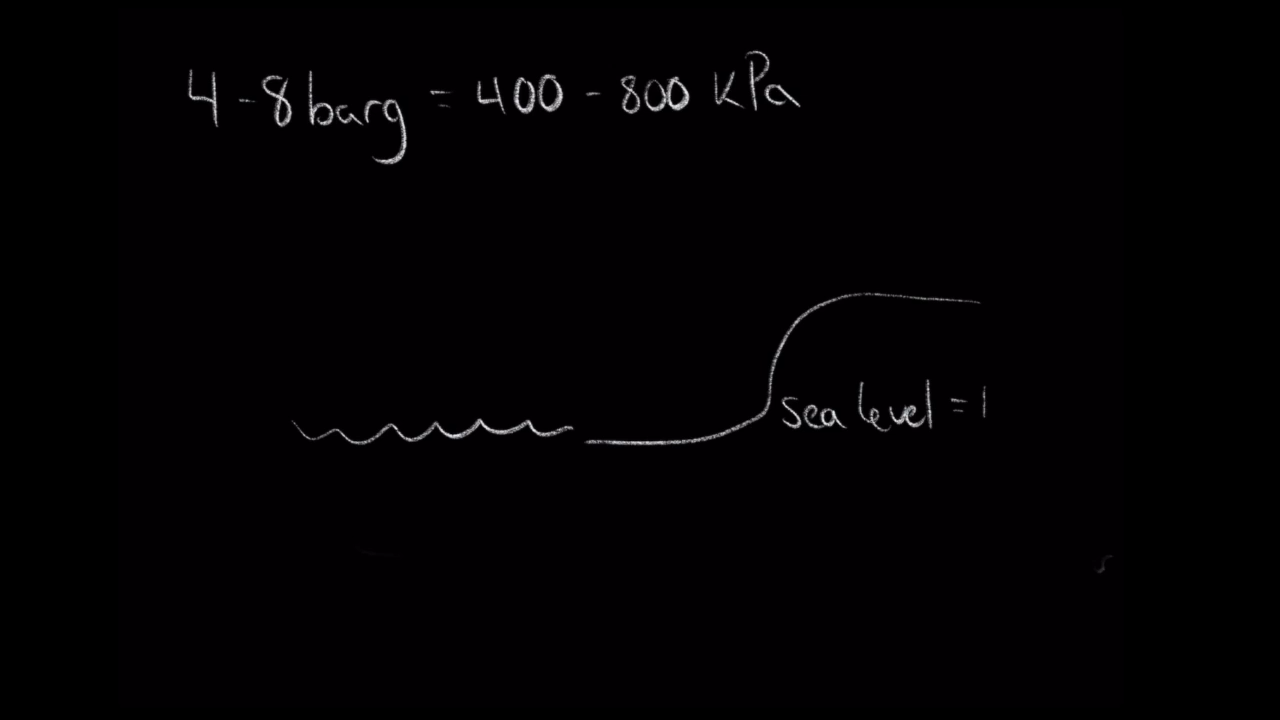 4-8 barg = 400 - 800 kPa
sea level = 1